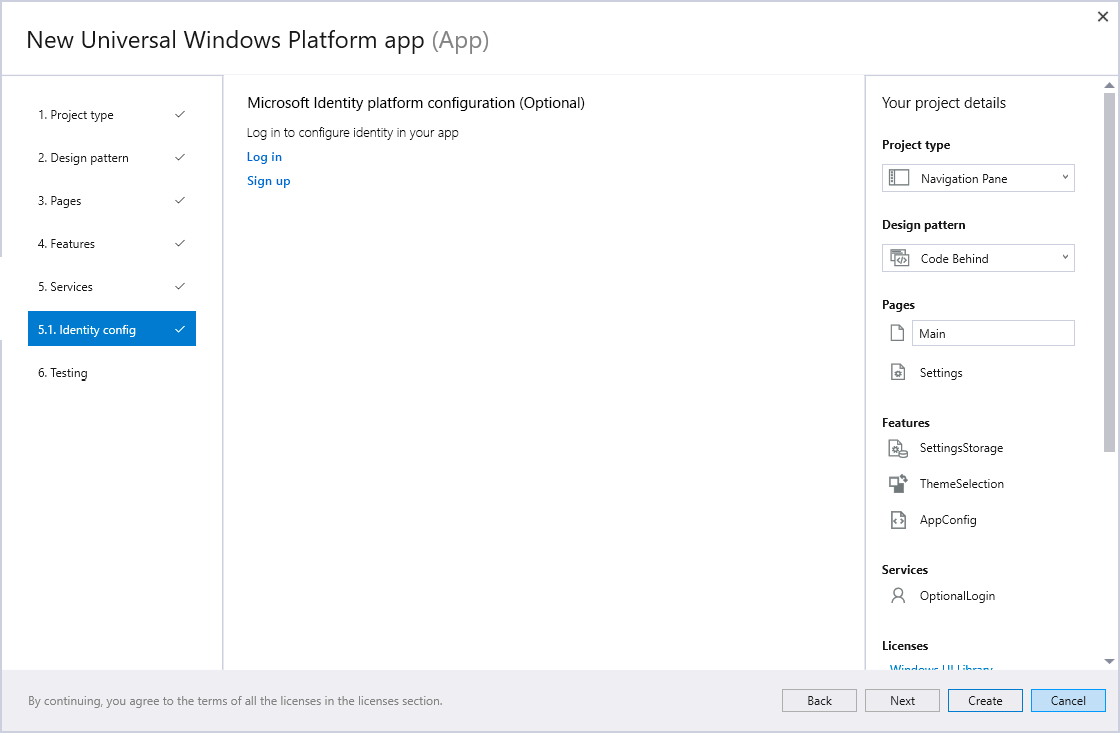 New Universal Windows Platform app (App)
1. Project type
2. Design pattern
3. Pages
4. Features
5. Services
5.1. Identity config
6. Testing
Microsoft Identity platform configuration (Optional)
Log in to configure identity in your app
Log in
Sign up
Your project details
Project type
Navigation Pane
Design pattern
Code Behind
Pages
Main
Settings
Features
SettingsStorage
ThemeSelection
AppConfig
Services
OptionalLogin
Licenses
Windows UI Library
By continuing, you agree to the terms of all the licenses in the licenses section.
Back
Next
Create
Cancel